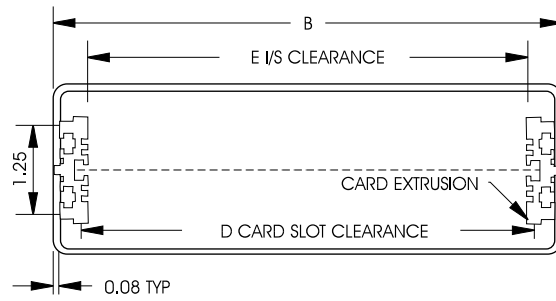 B
E I/S CLEARANCE
1.25
CARD EXTRUSION
D CARD SLOT CLEARANCE
0.08 TYP